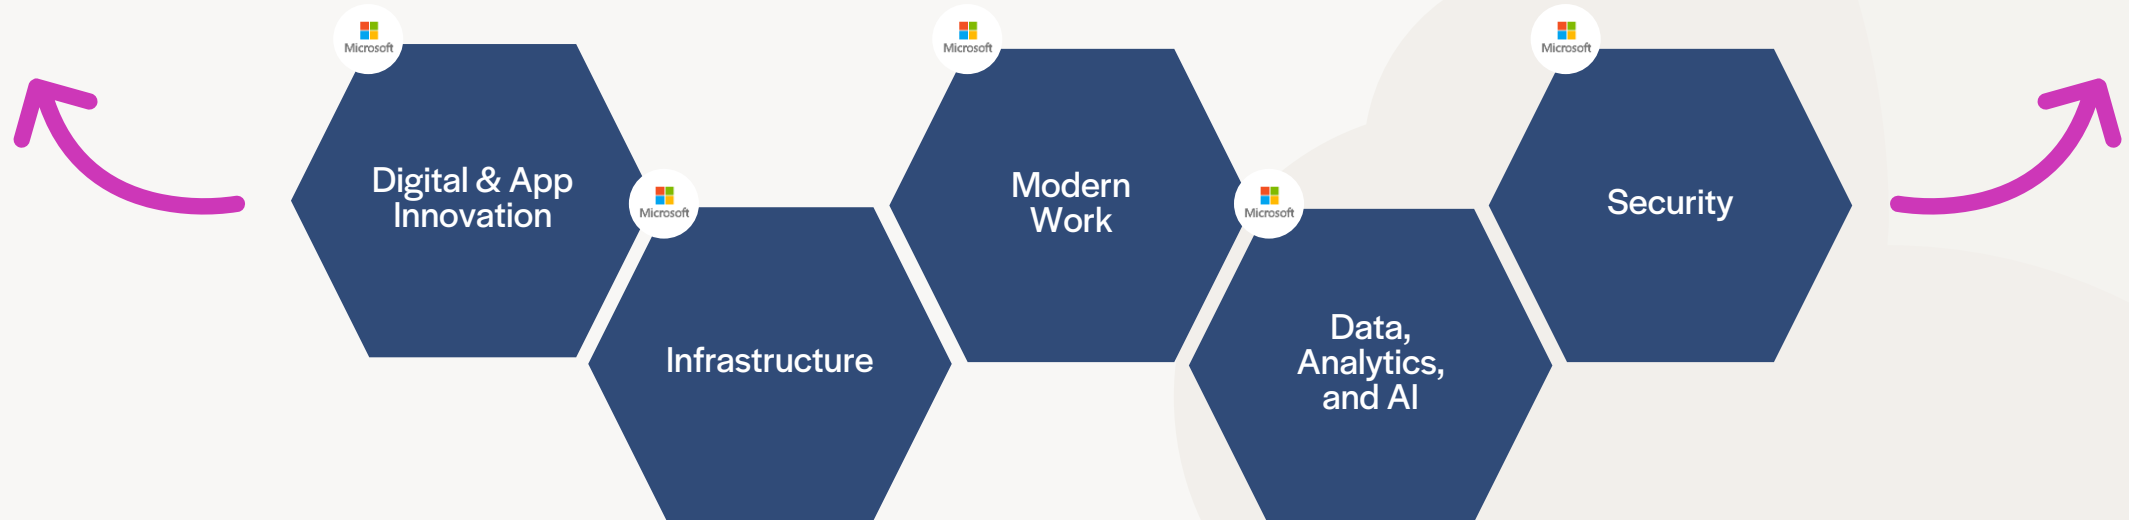 Microsoft
Digital & App
Innovation
Microsoft
Infrastructure
Microsoft
Modern
Work
Microsoft
Data,
Analytics,
and AI
Microsoft
Security